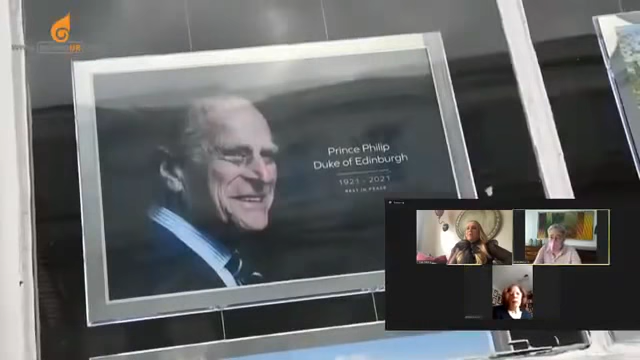 Prince Philip
Duke of Edinburgh
1921 - 2021
REST IN PEACE